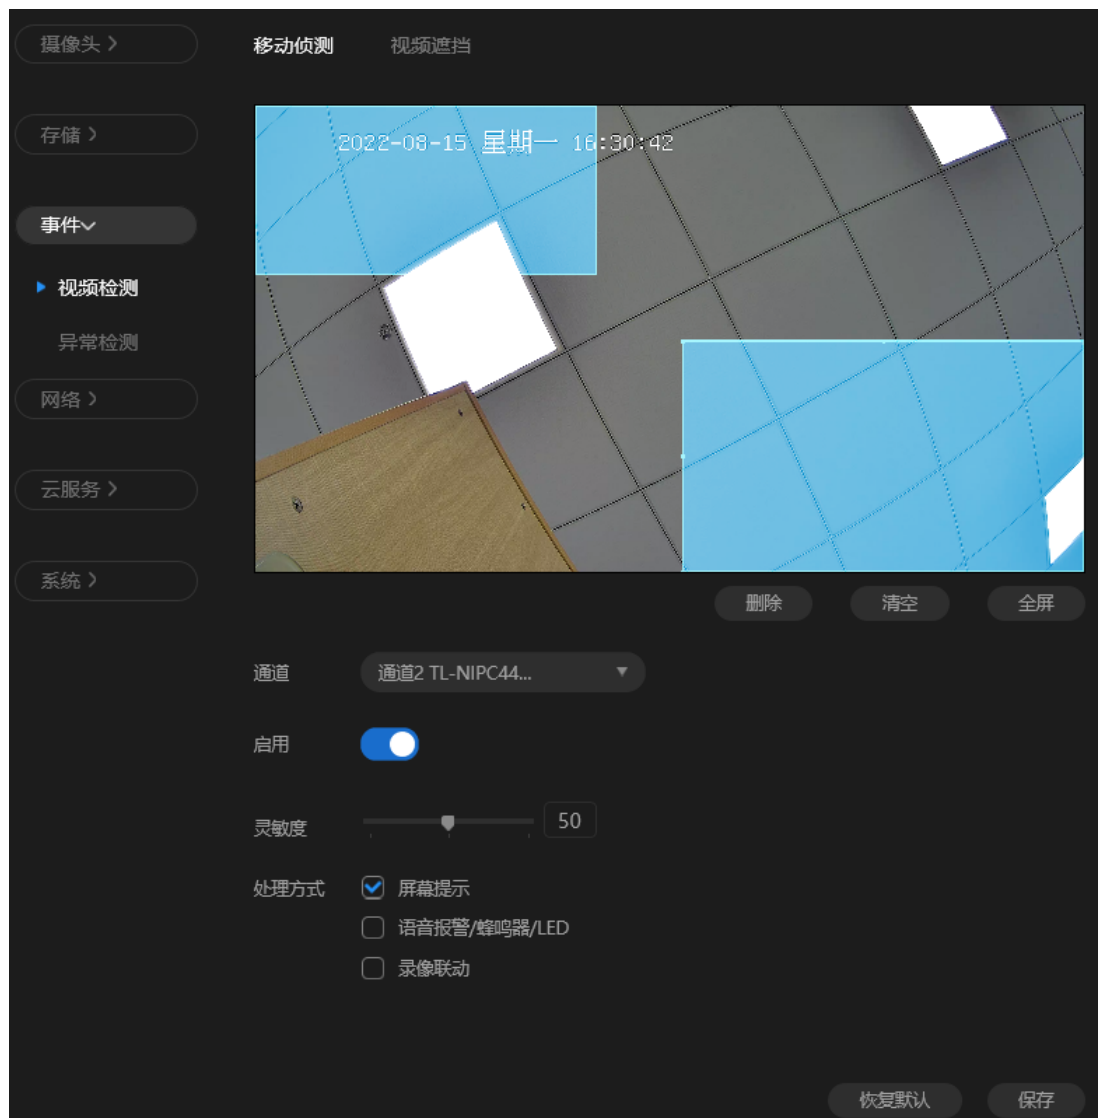 摄像头
移动侦测 视频遮挡
存储
2022-08-15 星期一 16:30:42
事件
视频检测
异常检测
网络
云服务
系统
删除 清空 全屏
通道 通道2 TL-NIPC44...
启用
灵敏度 50
处理方式 屏幕提示
语音报警/蜂鸣器/LED
录像联动
恢复默认 保存